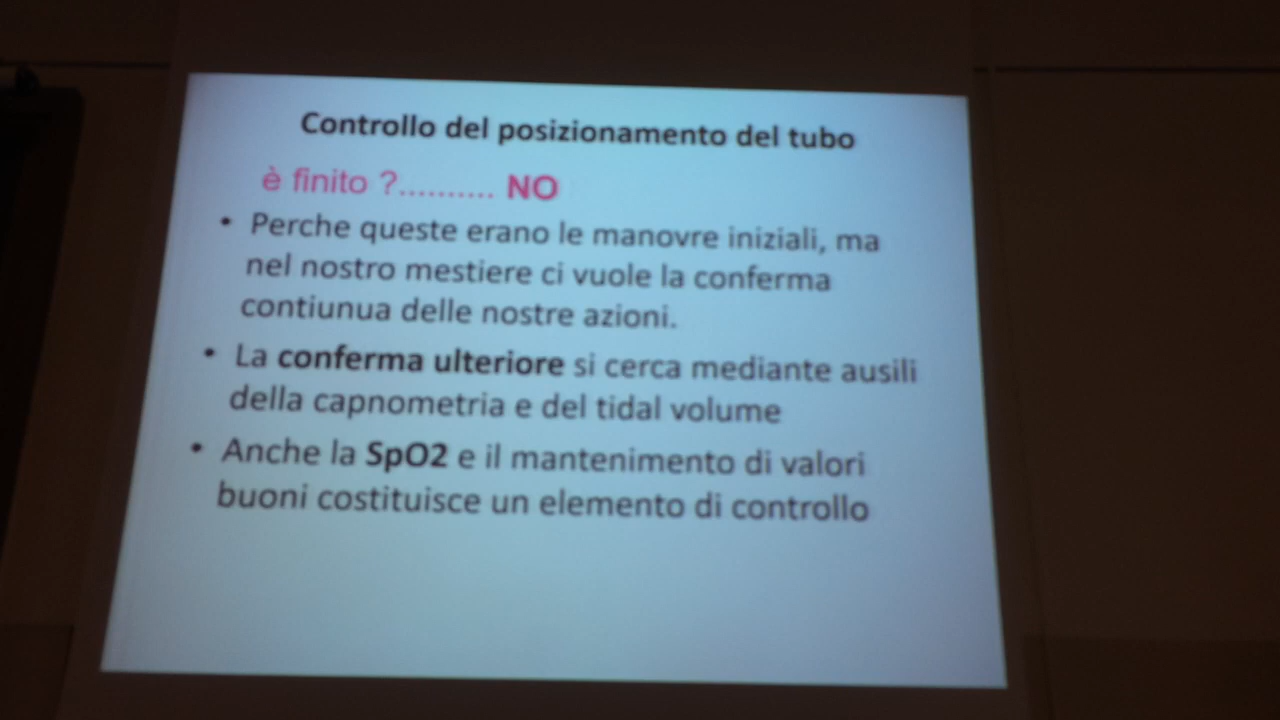 Controllo del posizionamento del tubo
è finito ?.......... NO
• Perche queste erano le manovre iniziali, ma
nel nostro mestiere ci vuole la conferma
contiunua delle nostre azioni.
• La conferma ulteriore si cerca mediante ausili
della capnometria e del tidal volume
• Anche la SpO2 e il mantenimento di valori
buoni costituisce un elemento di controllo